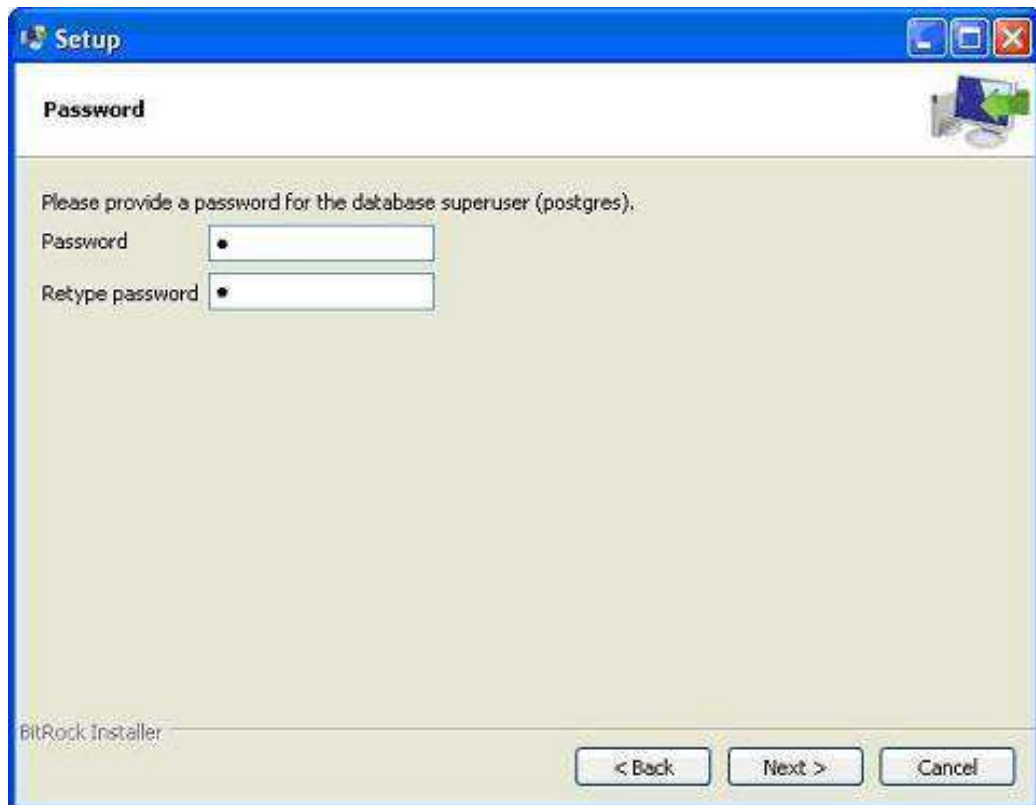 Setup
Password
Please provide a password for the database superuser (postgres).
Password
Retype password
BitRock Installer
< Back Next > Cancel